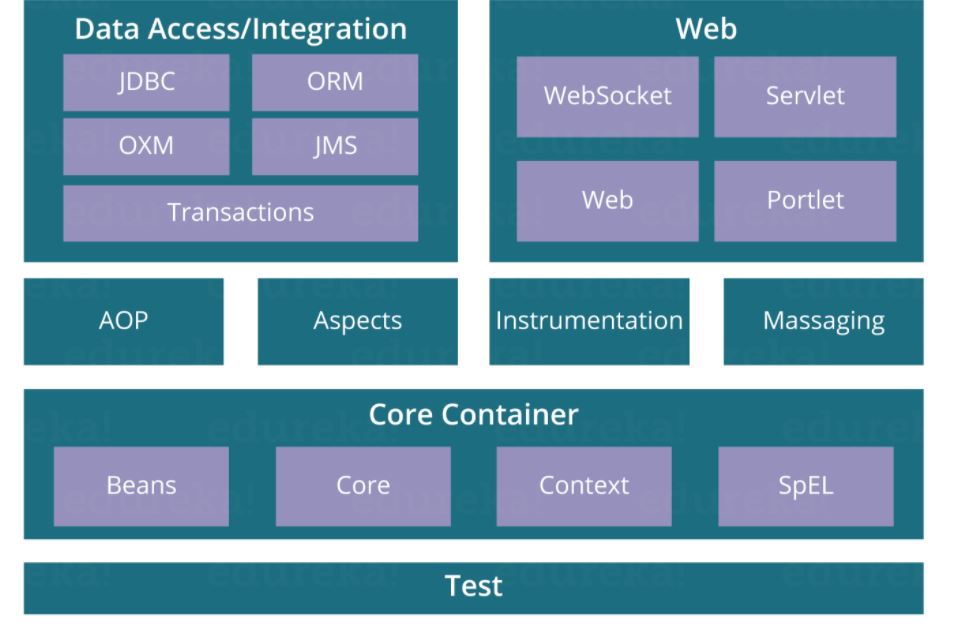 Data Access/Integration
JDBC
ORM
OXM
JMS
Transactions
Web
WebSocket
Servlet
Web
Portlet
AOP
Aspects
Instrumentation
Massaging
Core Container
Beans
Core
Context
SpEL
Test
edureka!